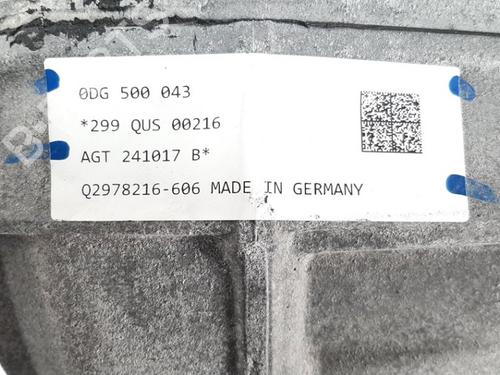 0DG 500 043
*299 QUS 00216
AGT 241017 B*
Q2978216-606 MADE IN GERMANY